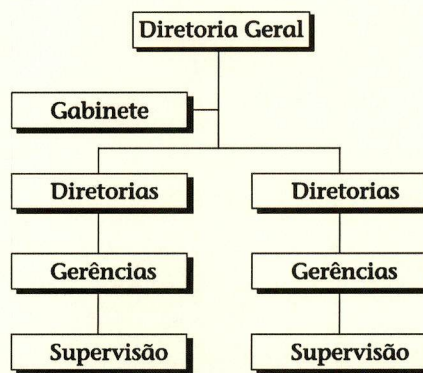 Diretoria Geral
Gabinete
Diretorias
Diretorias
Gerências
Gerências
Supervisão
Supervisão